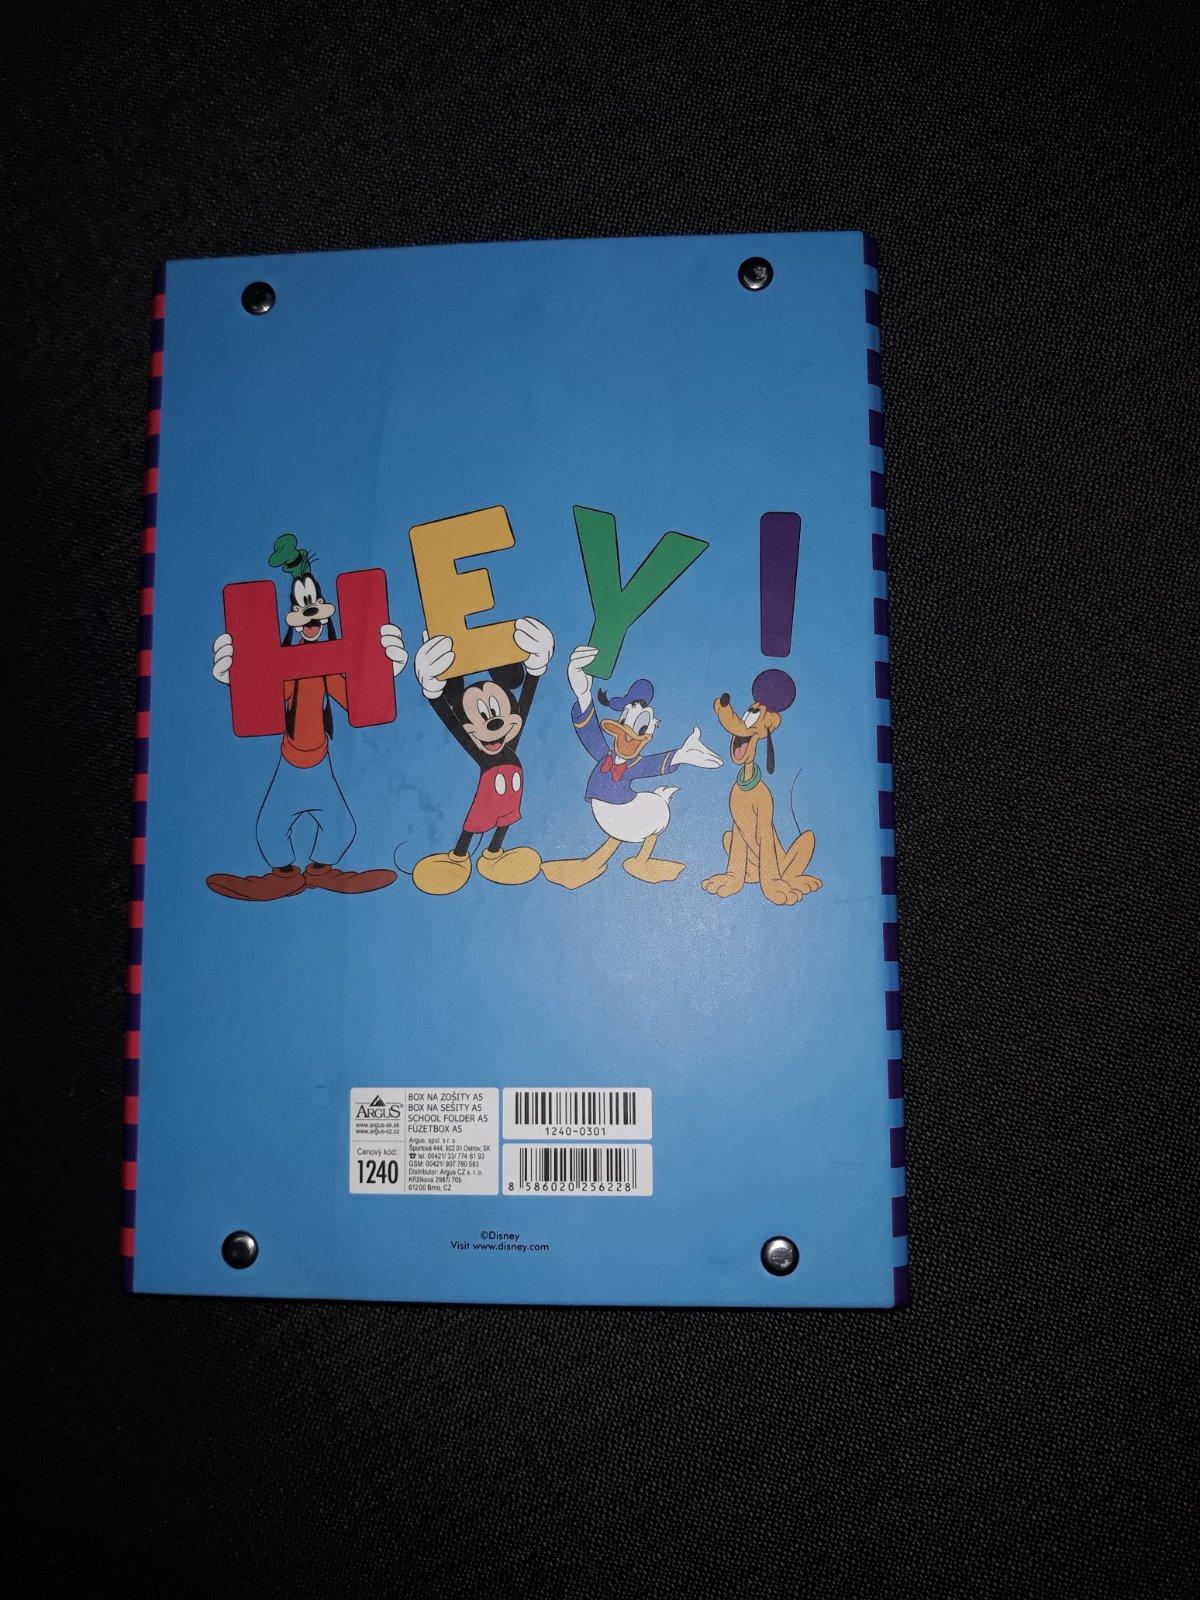 HEY!
ARGUS®
www.argus-sk.sk
www.argus-cz.cz
Cenový kód:
1240
BOX NA ZOŠITY A5
BOX NA SEŠITY A5
SCHOOL FOLDER A5
FÜZETBOX A5
Argus, spol. s r. o.
Športová 444, 922 01 Ostrov, SK
☎ tel. 00421/ 33/ 774 61 93
GSM: 00421/ 907 780 583
Distributor: Argus CZ s. r. o.
Křižíkova 2987/ 70b
61200 Brno, CZ
1240-0301
8 586020 256228
©Disney
Visit www.disney.com